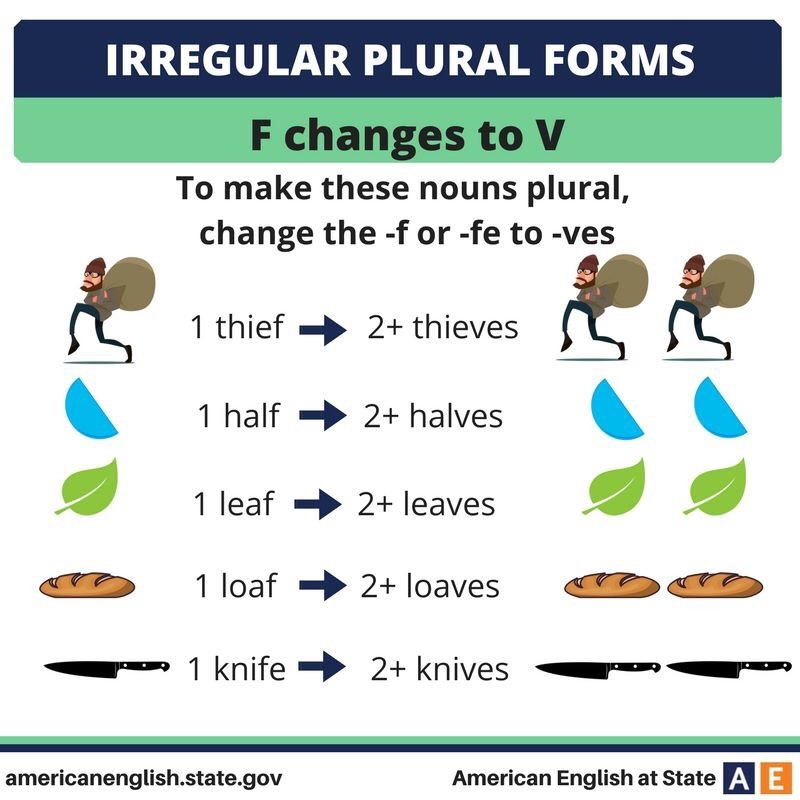 IRREGULAR PLURAL FORMS
F changes to V
To make these nouns plural,
change the -f or -fe to -ves
1 thief 2+ thieves
1 half 2+ halves
1 leaf 2+ leaves
1 loaf 2+ loaves
1 knife 2+ knives
americanenglish.state.gov American English at State A E